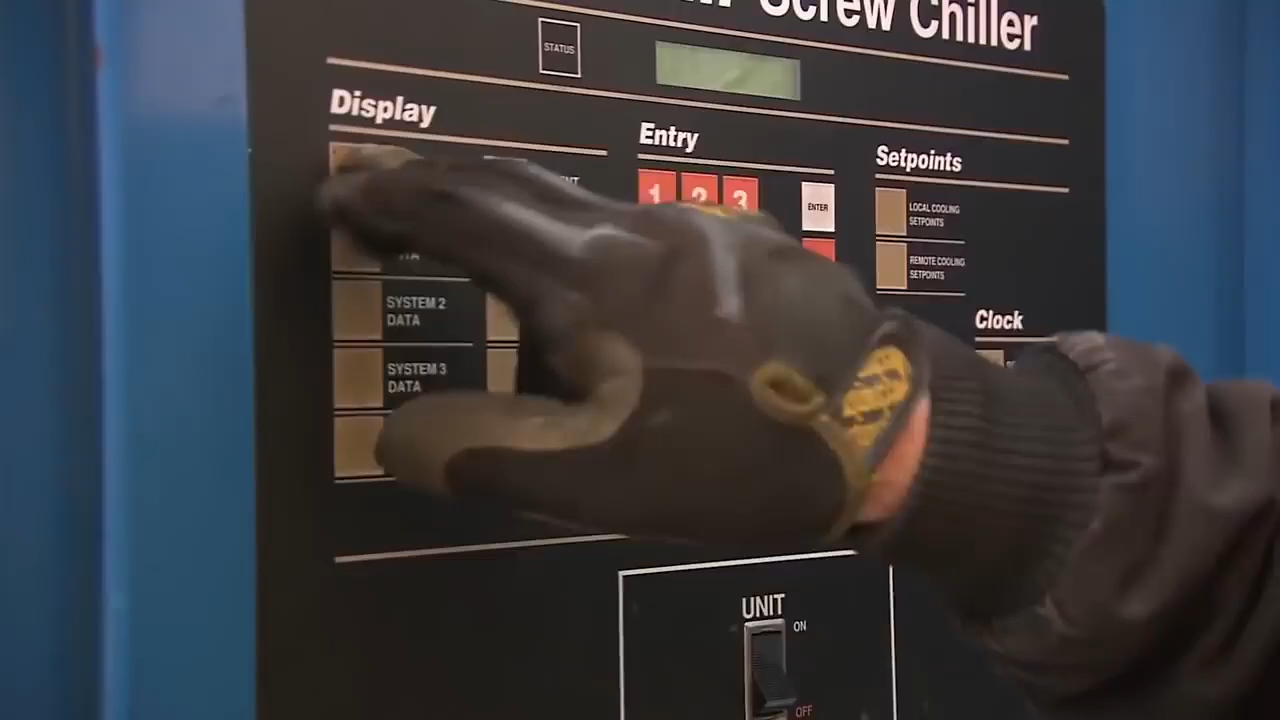 Screw Chiller
STATUS
Display
Entry
Setpoints
1 2 3
ENTER
LOCAL COOLING
SETPOINTS
REMOTE COOLING
SETPOINTS
SYSTEM 2
DATA
SYSTEM 3
DATA
Clock
UNIT
ON
OFF